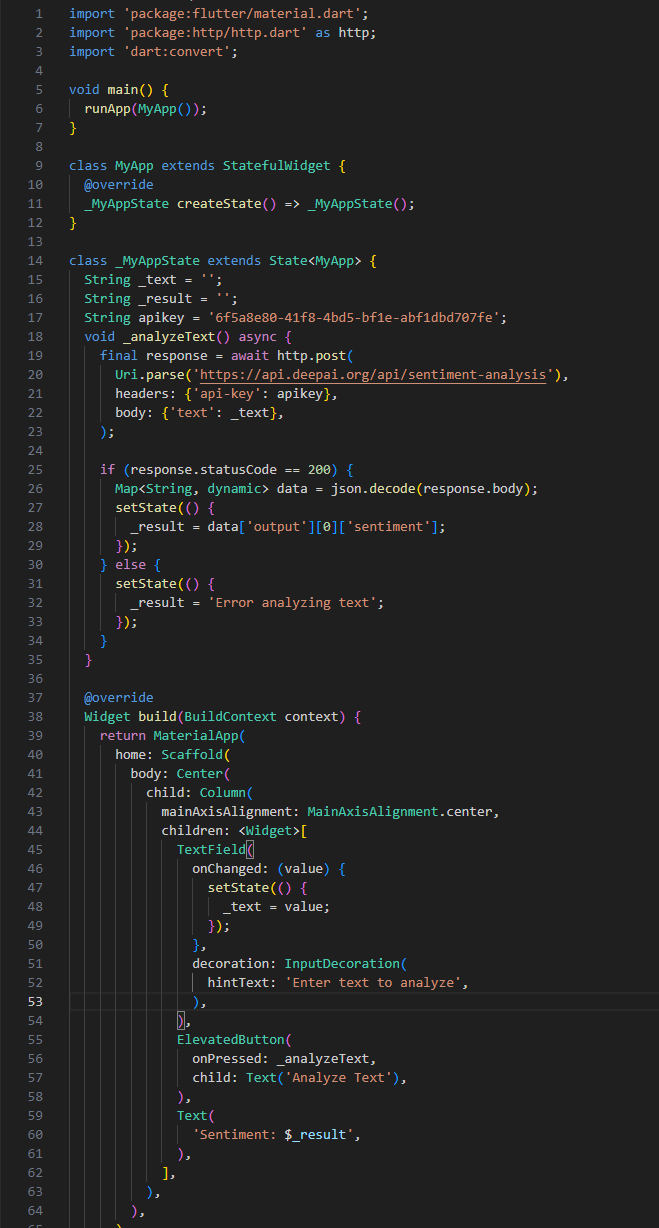 1 import 'package:flutter/material.dart';
2 import 'package:http/http.dart' as http;
3 import 'dart:convert';
4
5 void main() {
6   runApp(MyApp());
7 }
8
9 class MyApp extends StatefulWidget {
10   @override
11   _MyAppState createState() => _MyAppState();
12 }
13
14 class _MyAppState extends State<MyApp> {
15   String _text = '';
16   String _result = '';
17   String apikey = '6f5a8e80-41f8-4bd5-bf1e-abf1dbd707fe';
18   void _analyzeText() async {
19     final response = await http.post(
20       Uri.parse('https://api.deepai.org/api/sentiment-analysis'),
21       headers: {'api-key': apikey},
22       body: {'text': _text},
23     );
24
25     if (response.statusCode == 200) {
26       Map<String, dynamic> data = json.decode(response.body);
27       setState(() {
28         _result = data['output'][0]['sentiment'];
29       });
30     } else {
31       setState(() {
32         _result = 'Error analyzing text';
33       });
34     }
35   }
36
37   @override
38   Widget build(BuildContext context) {
39     return MaterialApp(
40       home: Scaffold(
41         body: Center(
42           child: Column(
43             mainAxisAlignment: MainAxisAlignment.center,
44             children: <Widget>[
45               TextField(
46                 onChanged: (value) {
47                   setState(() {
48                     _text = value;
49                   });
50                 },
51                 decoration: InputDecoration(
52                   hintText: 'Enter text to analyze',
53                 ),
54               ),
55               ElevatedButton(
56                 onPressed: _analyzeText,
57                 child: Text('Analyze Text'),
58               ),
59               Text(
60                 'Sentiment: $_result',
61               ),
62             ],
63           ),
64         ),